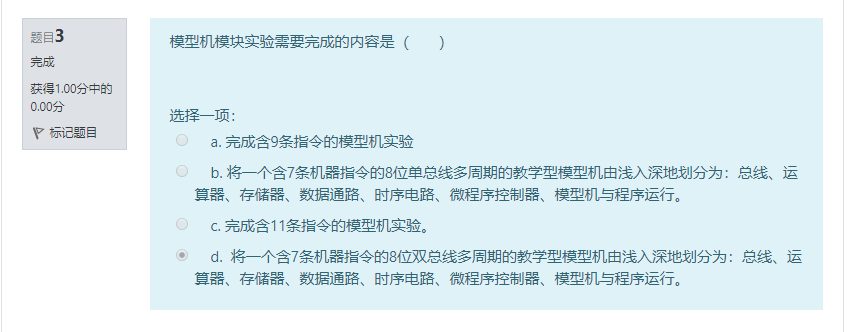 题目3
完成
获得1.00分中的
0.00分
标记题目
模型机模块实验需要完成的内容是（　　）
选择一项：
a. 完成含9条指令的模型机实验
b. 将一个含7条机器指令的8位单总线多周期的教学型模型机由浅入深地划分为：总线、运
算器、存储器、数据通路、时序电路、微程序控制器、模型机与程序运行。
c. 完成含11条指令的模型机实验。
d. 将一个含7条机器指令的8位双总线多周期的教学型模型机由浅入深地划分为：总线、运
算器、存储器、数据通路、时序电路、微程序控制器、模型机与程序运行。